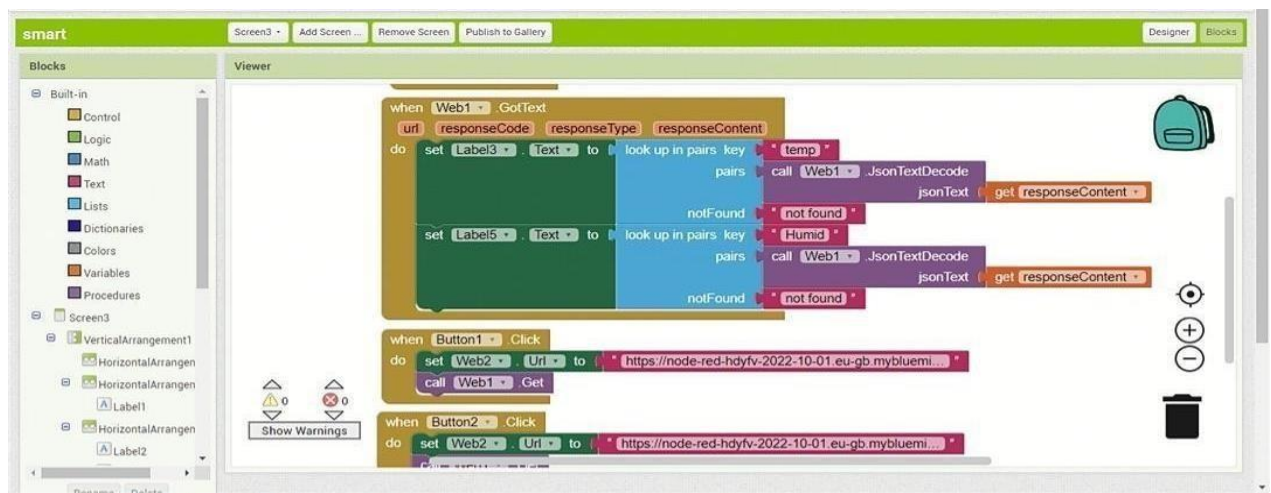 smart
Screen3 Add Screen ... Remove Screen Publish to Gallery Designer Blocks
Blocks Viewer
Built-in
Control
Logic
Math
Text
Lists
Dictionaries
Colors
Variables
Procedures
Screen3
VerticalArrangement1
HorizontalArrangen
HorizontalArrangen
Label1
HorizontalArrangen
Label2
Rename Delete
when Web1 .GotText
url responseCode responseType responseContent
do set Label3 . Text to look up in pairs key " temp "
pairs call Web1 .JsonTextDecode
jsonText get responseContent
notFound " not found "
set Label5 . Text to look up in pairs key " Humid "
pairs call Web1 .JsonTextDecode
jsonText get responseContent
notFound " not found "
when Button1 .Click
do set Web2 . Url to " https://node-red-hdyfv-2022-10-01.eu-gb.mybluemi... "
call Web1 .Get
when Button2 .Click
do set Web2 . Url to " https://node-red-hdyfv-2022-10-01.eu-gb.mybluemi... "
0 0
Show Warnings